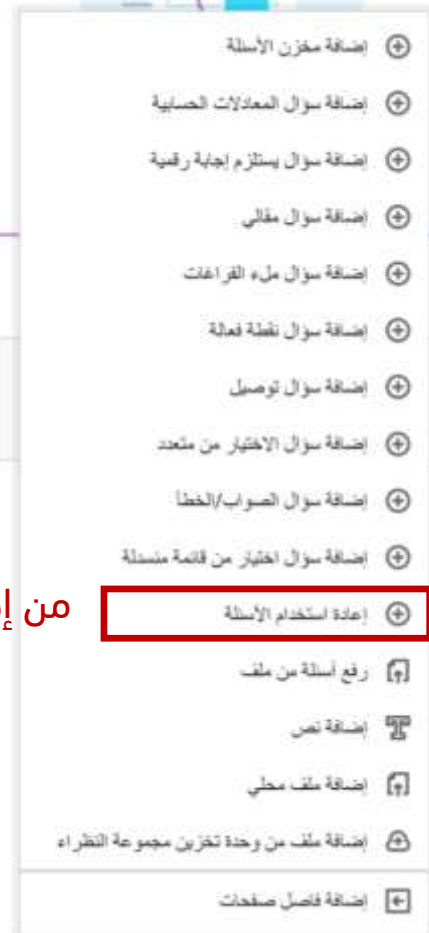 إضافة مخزن الأسئلة
إضافة سؤال المعادلات الحسابية
إضافة سؤال يستلزم إجابة رقمية
إضافة سؤال مقالي
إضافة سؤال ملء الفراغات
إضافة سؤال نقطة فعالة
إضافة سؤال توصيل
إضافة سؤال الاختيار من متعدد
إضافة سؤال الصواب/الخطأ
إضافة سؤال اختيار من قائمة منسدلة
إعادة استخدام الأسئلة
من
رفع أسئلة من ملف
إضافة نص
إضافة ملف محلي
إضافة ملف من وحدة تخزين مجموعة النظراء
إضافة فاصل صفحات